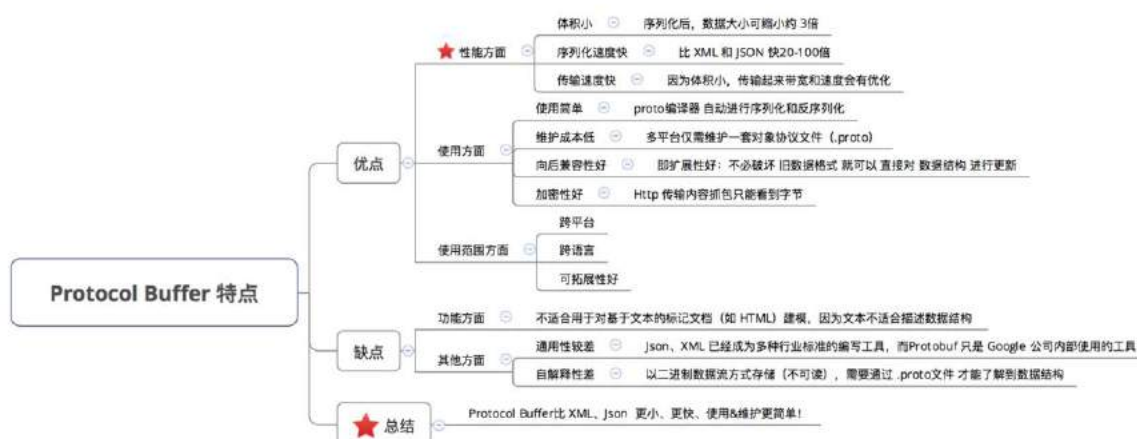 Protocol Buffer 特点
优点
性能方面
体积小
序列化后，数据大小可缩小约 3倍
序列化速度快
比 XML 和 JSON 快20-100倍
传输速度快
因为体积小，传输起来带宽和速度会有优化
使用方面
使用简单
proto编译器 自动进行序列化和反序列化
维护成本低
多平台仅需维护一套对象协议文件（.proto）
向后兼容性好
即扩展性好：不必破坏 旧数据格式 就可以 直接对 数据结构 进行更新
加密性好
Http 传输内容抓包只能看到字节
使用范围方面
跨平台
跨语言
可拓展性好
缺点
功能方面
不适合用于对基于文本的标记文档（如 HTML）建模，因为文本不适合描述数据结构
其他方面
通用性较差
Json、XML 已经成为多种行业标准的编写工具，而Protobuf 只是 Google 公司内部使用的工具
自解释性差
以二进制数据流方式存储（不可读），需要通过 .proto文件 才能了解到数据结构
总结
Protocol Buffer比 XML、Json 更小、更快、使用&维护更简单！